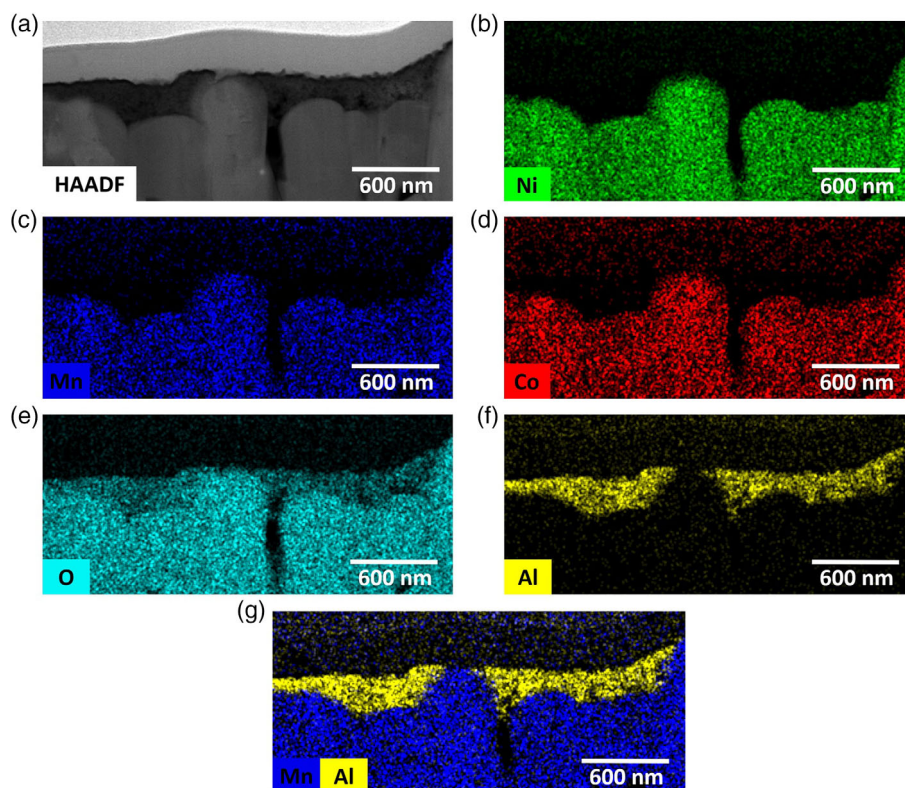 (a)
HAADF
600 nm
(b)
Ni
600 nm
(c)
Mn
600 nm
(d)
Co
600 nm
(e)
O
600 nm
(f)
Al
600 nm
(g)
Mn Al
600 nm